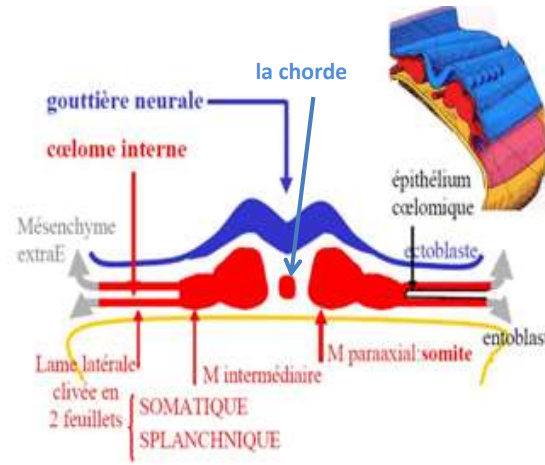 la chorde
gouttière neurale
cœlome interne
épithélium
cœlomique
Mésenchyme
extraE
ectoblaste
entoblast
Lame latérale
clivée en
2 feuillets
M intermédiaire
M paraaxial:somite
SOMATIQUE
SPLANCHNIQUE